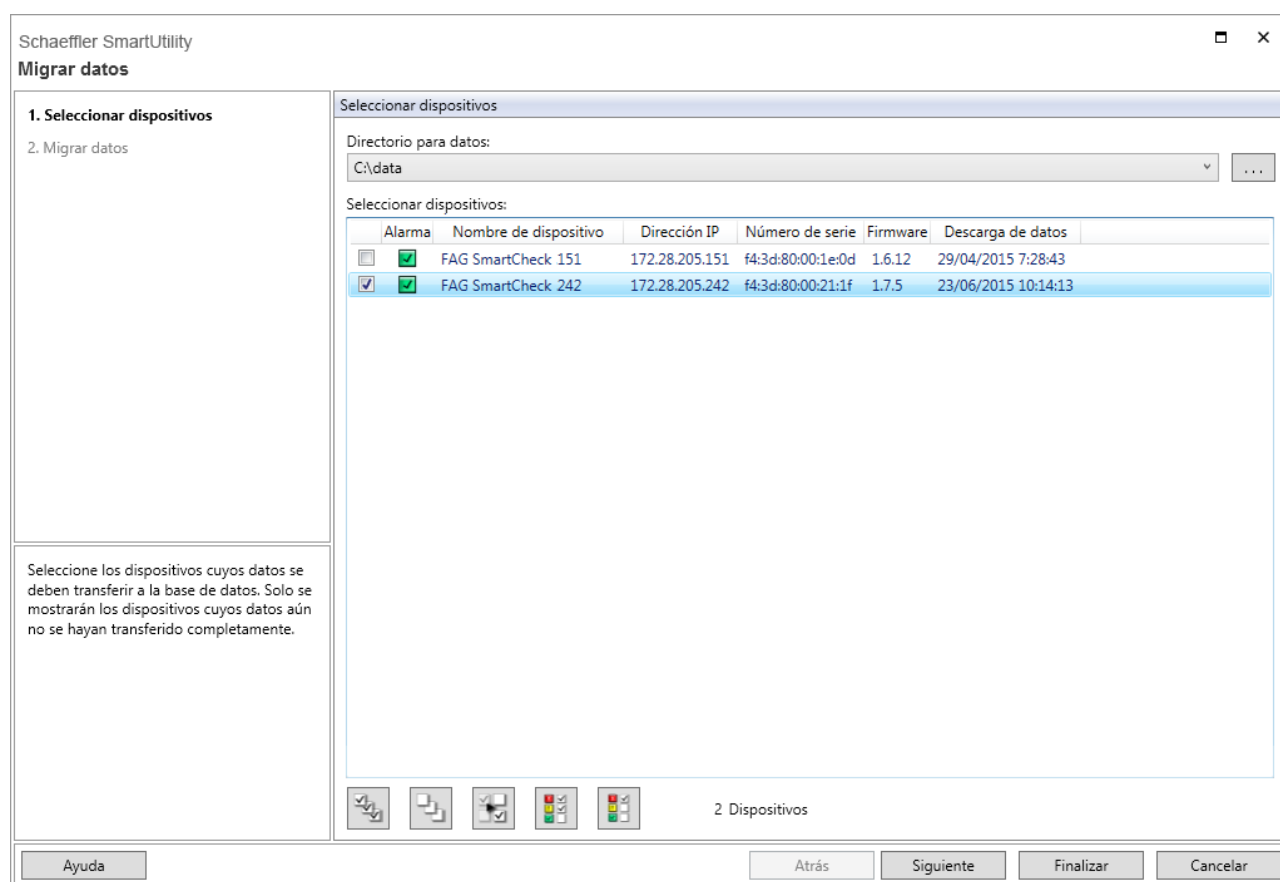 Schaeffler SmartUtility
Migrar datos
1. Seleccionar dispositivos
2. Migrar datos
Seleccionar dispositivos
Directorio para datos:
C:\data
...
Seleccionar dispositivos:
Alarma Nombre de dispositivo Dirección IP Número de serie Firmware Descarga de datos
FAG SmartCheck 151 172.28.205.151 f4:3d:80:00:1e:0d 1.6.12 29/04/2015 7:28:43
FAG SmartCheck 242 172.28.205.242 f4:3d:80:00:21:1f 1.7.5 23/06/2015 10:14:13
Seleccione los dispositivos cuyos datos se
deben transferir a la base de datos. Solo se
mostrarán los dispositivos cuyos datos aún
no se hayan transferido completamente.
2 Dispositivos
Ayuda Atrás Siguiente Finalizar Cancelar